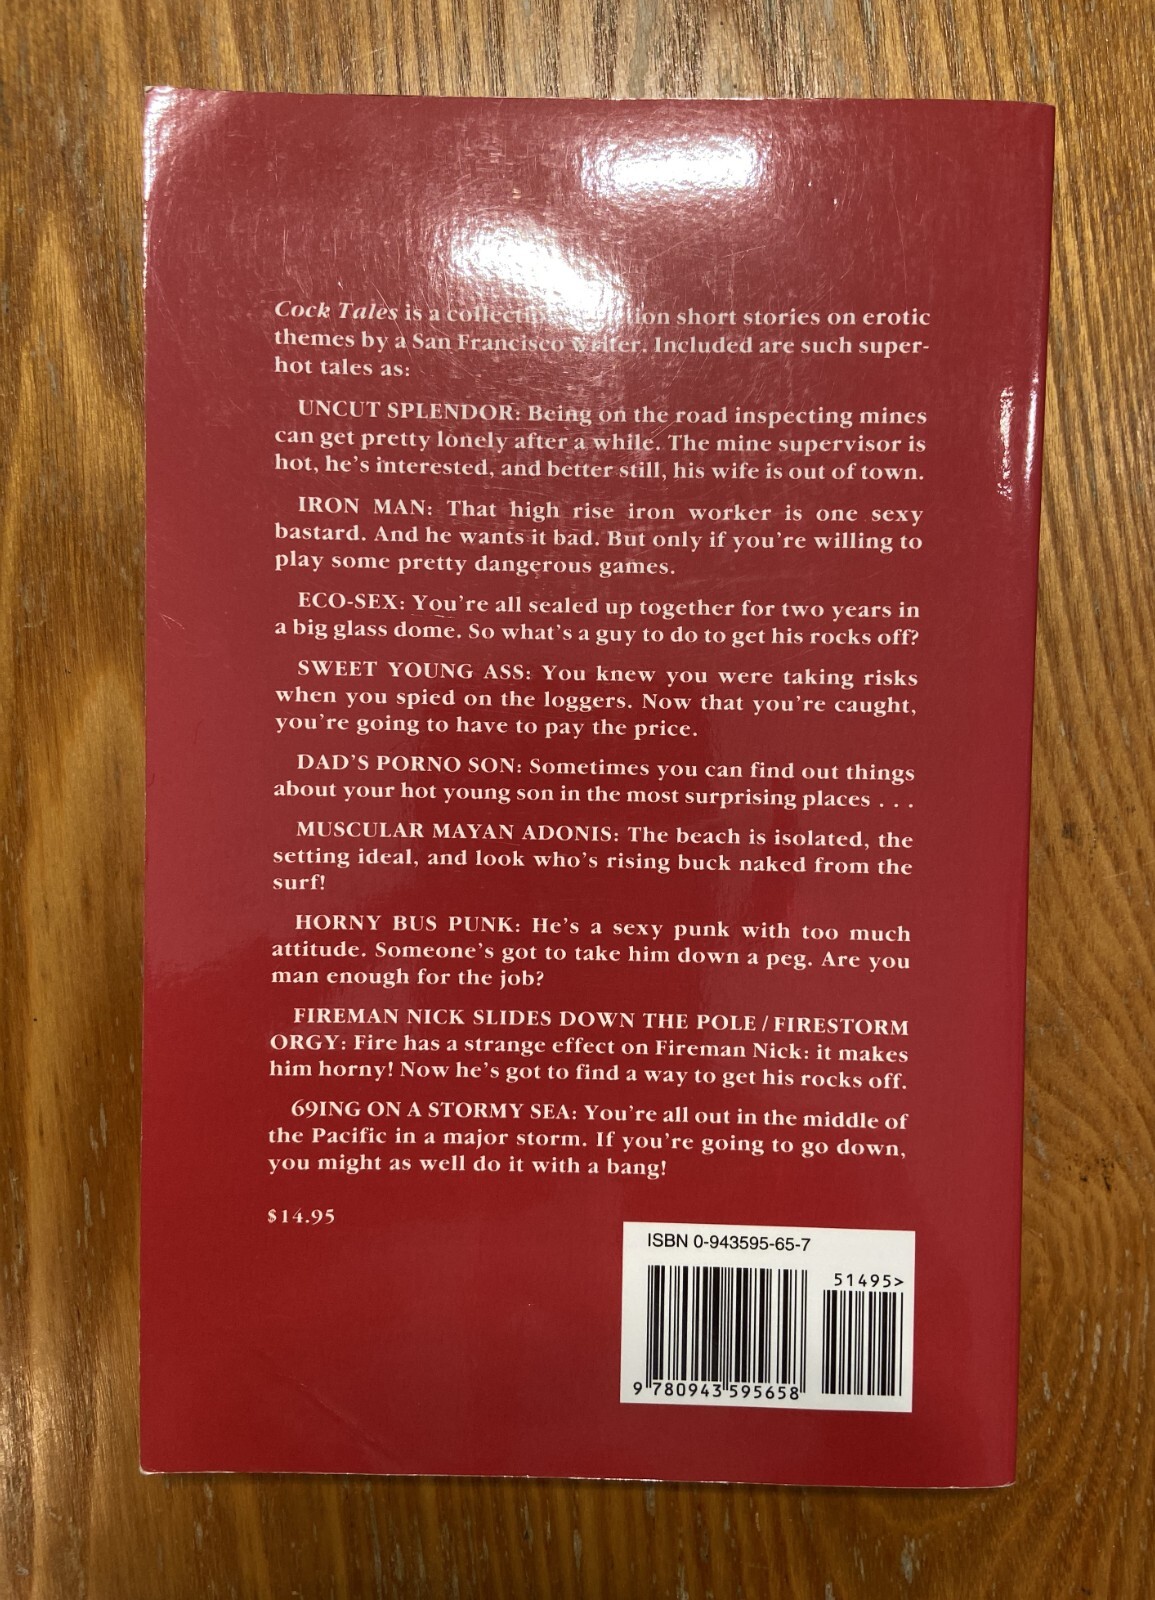 Cock Tales is a short stories on erotic
themes by a San Francisco Writer. Included are such super-
hot tales as:
UNCUT SPLENDOR: Being on the road inspecting mines
can get pretty lonely after a while. The mine supervisor is
hot, he's interested, and better still, his wife is out of town.
IRON MAN: That high rise iron worker is one sexy
bastard. And he wants it bad. But only if you're willing to
play some pretty dangerous games.
ECO-SEX: You're all sealed up together for two years in
a big glass dome. So what's a guy to do to get his rocks off?
SWEET YOUNG ASS: You knew you were taking risks
when you spied on the loggers. Now that you're caught,
you're going to have to pay the price.
DAD'S PORNO SON: Sometimes you can find out things
about your hot young son in the most surprising places . . .
MUSCULAR MAYAN ADONIS: The beach is isolated, the
setting ideal, and look who's rising buck naked from the
surf!
HORNY BUS PUNK: He's a sexy punk with too much
attitude. Someone's got to take him down a peg. Are you
man enough for the job?
FIREMAN NICK SLIDES DOWN THE POLE / FIRESTORM
ORGY: Fire has a strange effect on Fireman Nick: it makes
him horny! Now he's got to find a way to get his rocks off.
69ING ON A STORMY SEA: You're all out in the middle of
the Pacific in a major storm. If you're going to go down,
you might as well do it with a bang!
$14.95
ISBN 0-943595-65-7
51495>
9 780943 595658